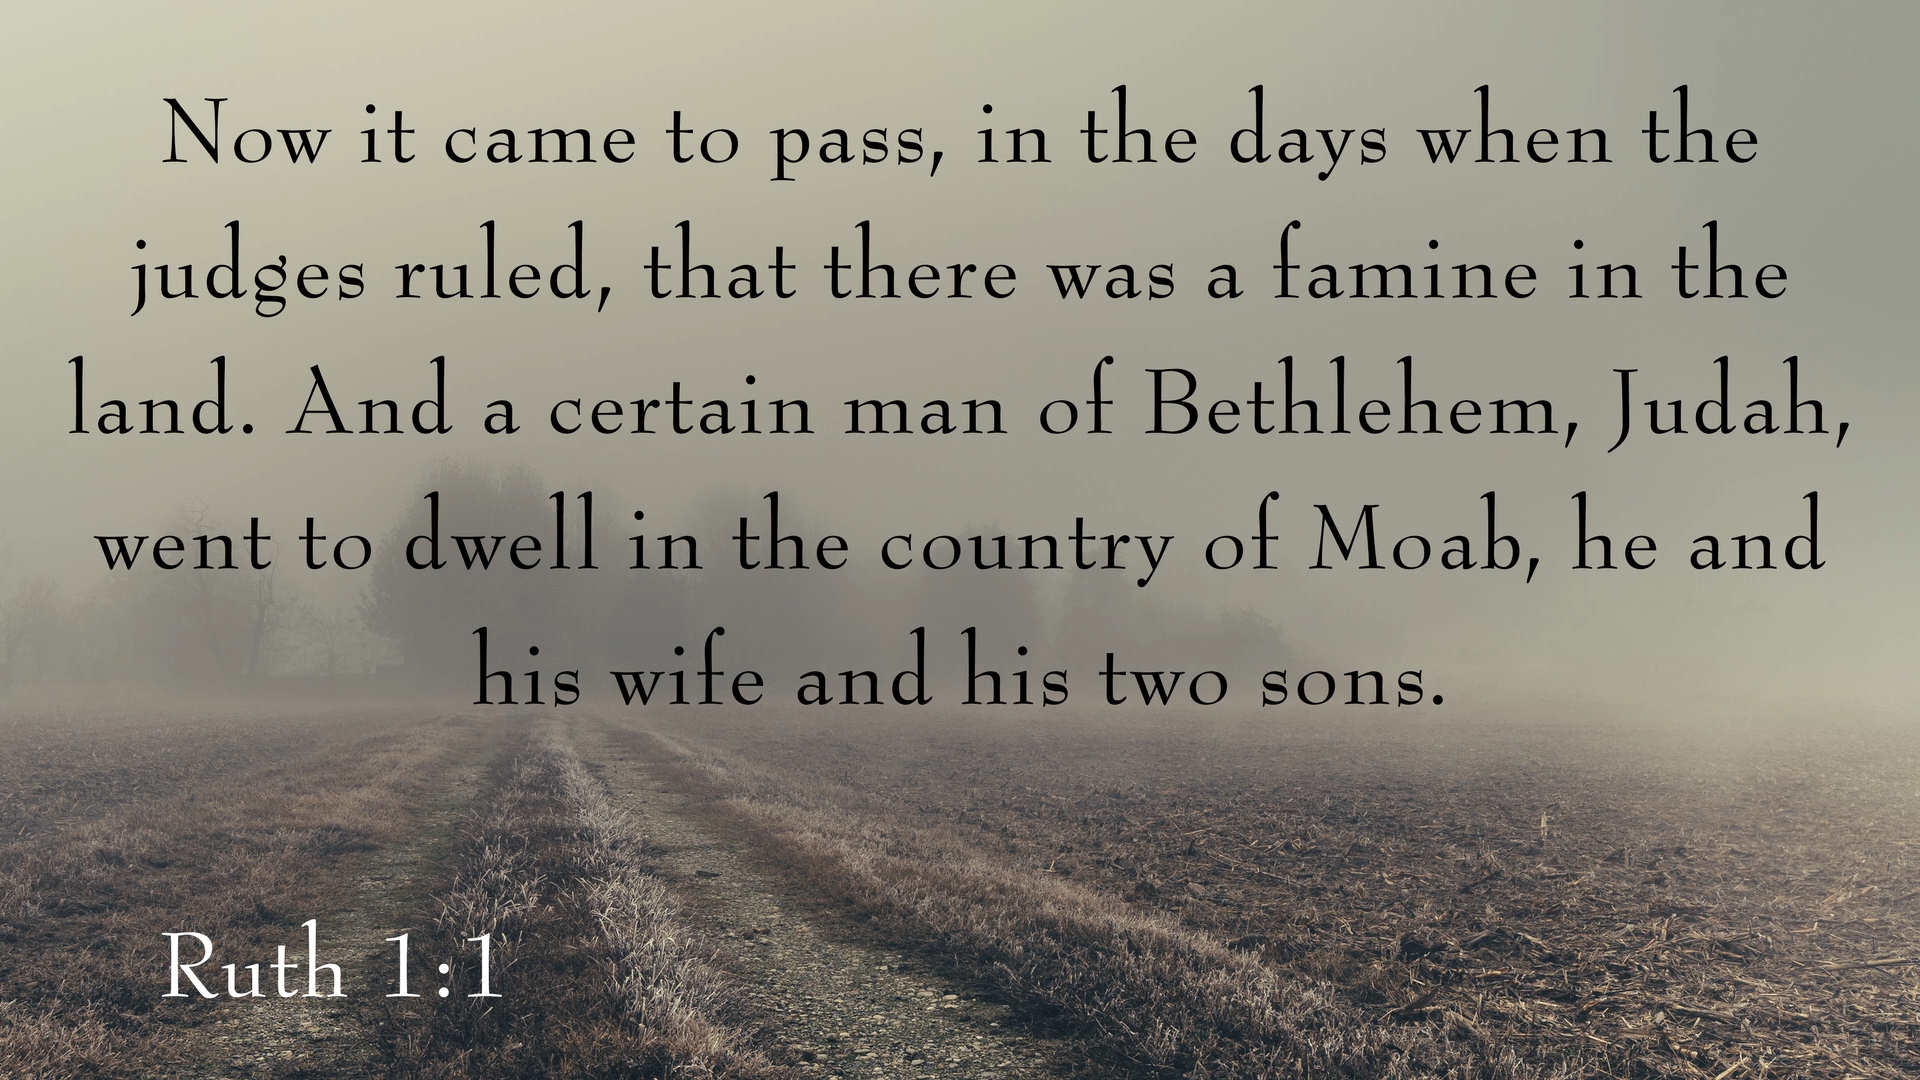 Now it came to pass, in the days when the
judges ruled, that there was a famine in the
land. And a certain man of Bethlehem, Judah,
went to dwell in the country of Moab, he and
his wife and his two sons.
Ruth 1:1